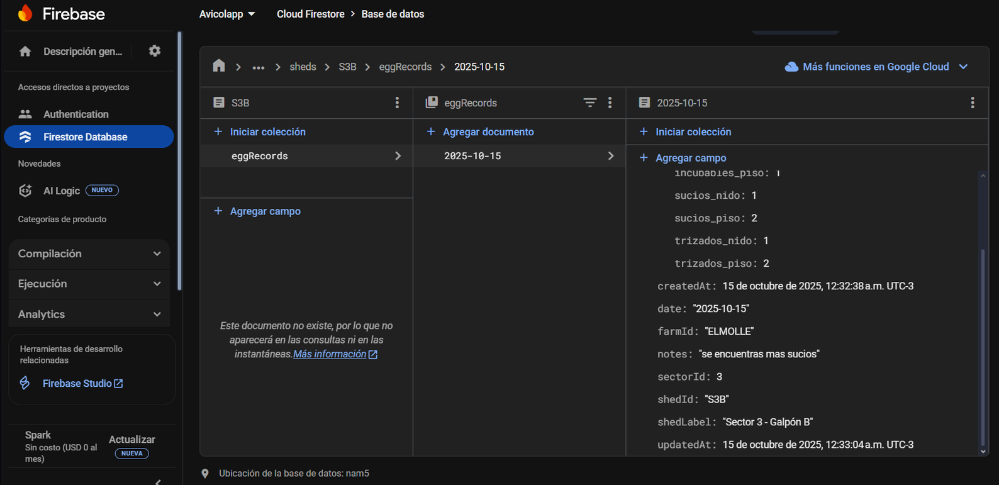 Firebase
Avicolapp
Cloud Firestore > Base de datos
Descripción gen...
Accesos directos a proyectos
Authentication
Firestore Database
Novedades
AI Logic NUEVO
Categorías de producto
Compilación
Ejecución
Analytics
Herramientas de desarrollo
relacionadas
Firebase Studio
Spark
Sin costo (USD 0 al
mes)
Actualizar
NUEVA
> ... > sheds > S3B > eggRecords > 2025-10-15
Más funciones en Google Cloud
S3B
+ Iniciar colección
eggRecords
+ Agregar campo
Este documento no existe, por lo que no
aparecerá en las consultas ni en las
instantáneas.Más información
eggRecords
+ Agregar documento
2025-10-15
2025-10-15
+ Iniciar colección
+ Agregar campo
incubables_piso: 1
sucios_nido: 1
sucios_piso: 2
trizados_nido: 1
trizados_piso: 2
createdAt: 15 de octubre de 2025, 12:32:38 a.m. UTC-3
date: "2025-10-15"
farmId: "ELMOLLE"
notes: "se encuentras mas sucios"
sectorId: 3
shedId: "S3B"
shedLabel: "Sector 3 - Galpón B"
updatedAt: 15 de octubre de 2025, 12:33:04 a.m. UTC-3
Ubicación de la base de datos: nam5